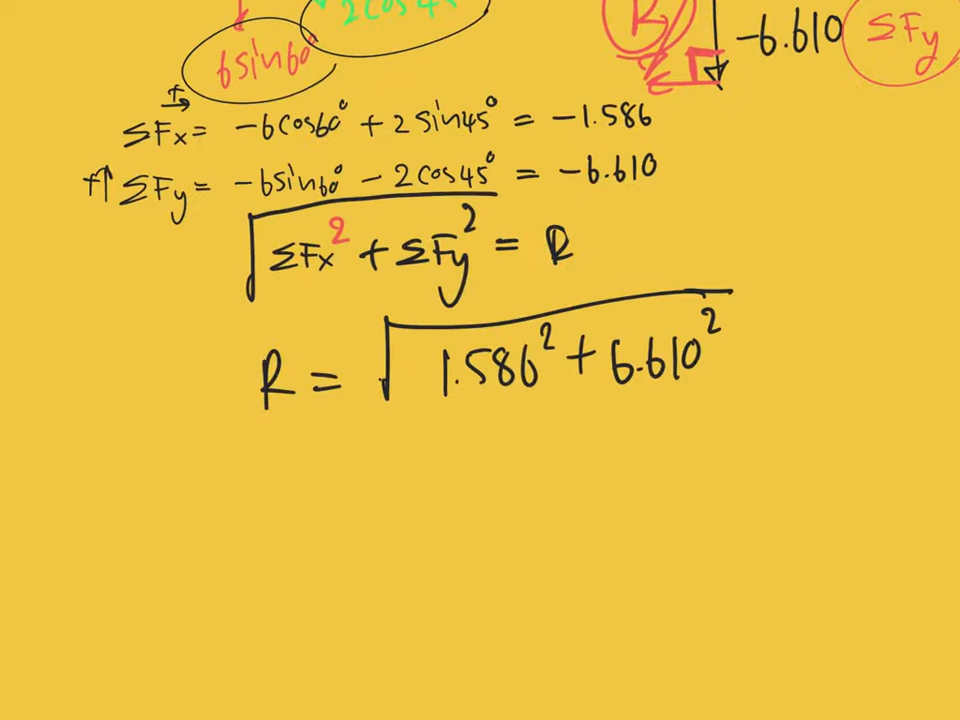 2cos45
6sin60°
R
-6.610 ΣFy
+→
ΣFx = -6cos60° + 2sin45° = -1.586
+↑ ΣFy = -6sin60° - 2cos45° = -6.610
√ΣFx² + ΣFy² = R
R = √1.586² + 6.610²